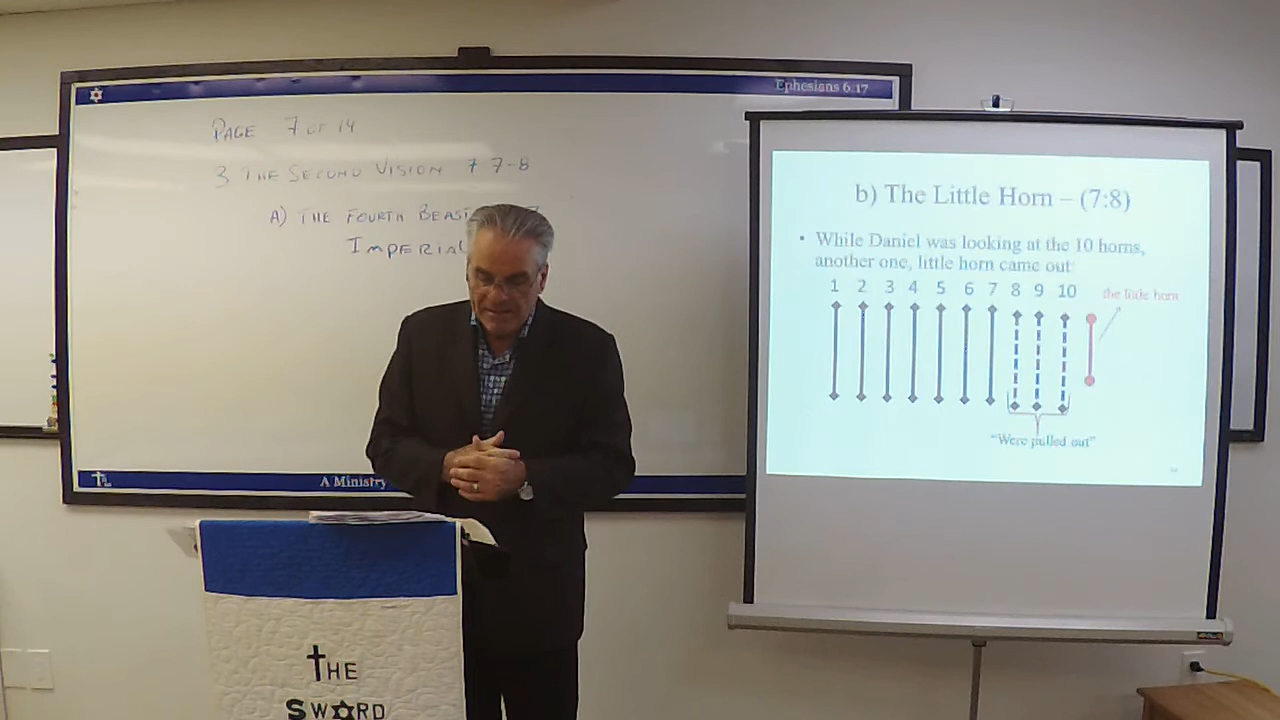 Ephesians 6:17
PAGE 7 OF 14
3 THE SECOND VISION 7 7-8
A) THE FOURTH BEAST 7
IMPERIAL
A Ministry
b) The Little Horn – (7:8)
• While Daniel was looking at the 10 horns,
another one, little horn came out:
1 2 3 4 5 6 7 8 9 10
the little horn
"Were pulled out"
THE
SWORD